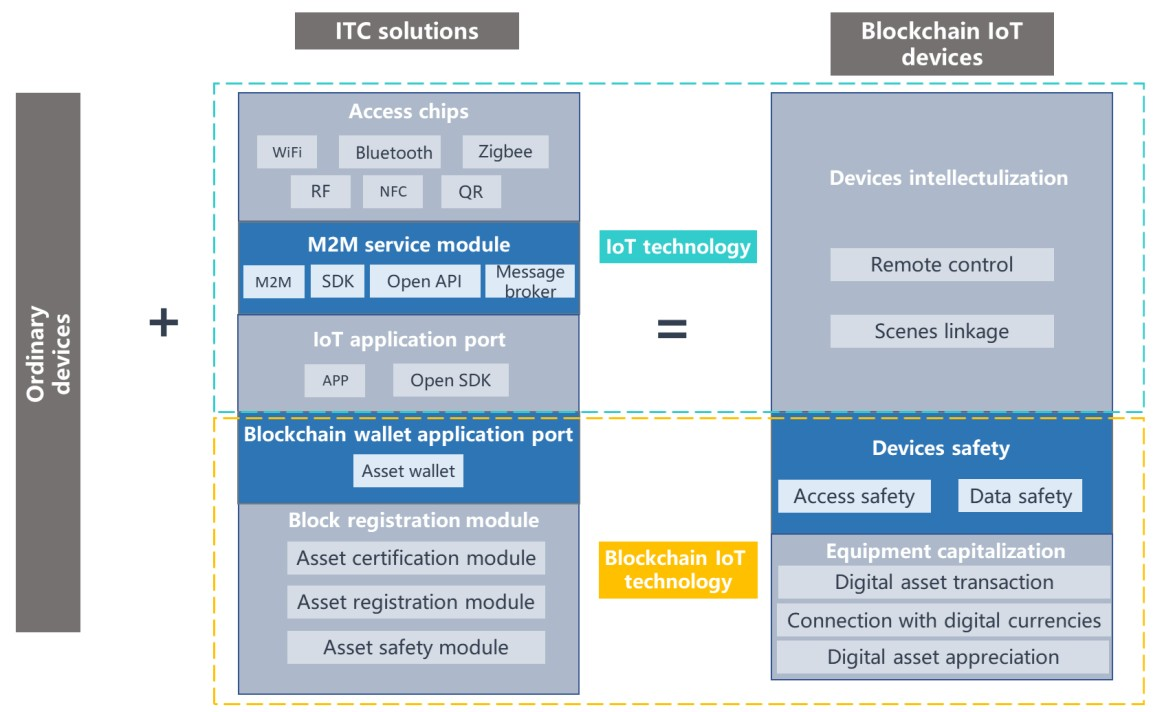 ITC solutions
Blockchain IoT
devices
Ordinary
devices
+
Access chips
WiFi
Bluetooth
Zigbee
RF
NFC
QR
M2M service module
M2M
SDK
Open API
Message
broker
IoT application port
APP
Open SDK
Blockchain wallet application port
Asset wallet
Block registration module
Asset certification module
Asset registration module
Asset safety module
IoT technology
=
Blockchain IoT
technology
Devices intellectulization
Remote control
Scenes linkage
Devices safety
Access safety
Data safety
Equipment capitalization
Digital asset transaction
Connection with digital currencies
Digital asset appreciation